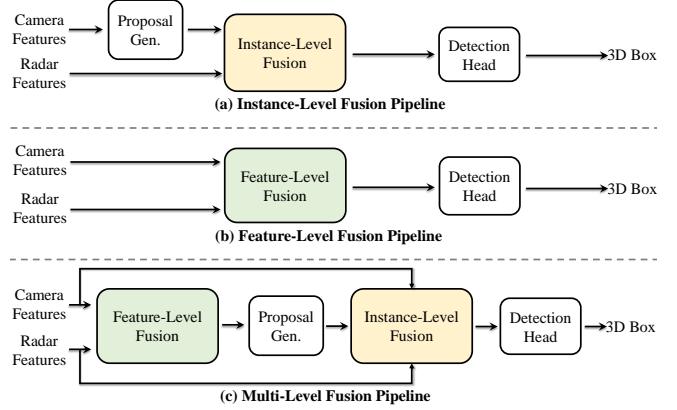 Camera
Features
Proposal
Gen.
Radar
Features
Instance-Level
Fusion
Detection
Head
3D Box
(a) Instance-Level Fusion Pipeline
Camera
Features
Radar
Features
Feature-Level
Fusion
Detection
Head
3D Box
(b) Feature-Level Fusion Pipeline
Camera
Features
Radar
Features
Feature-Level
Fusion
Proposal
Gen.
Instance-Level
Fusion
Detection
Head
3D Box
(c) Multi-Level Fusion Pipeline